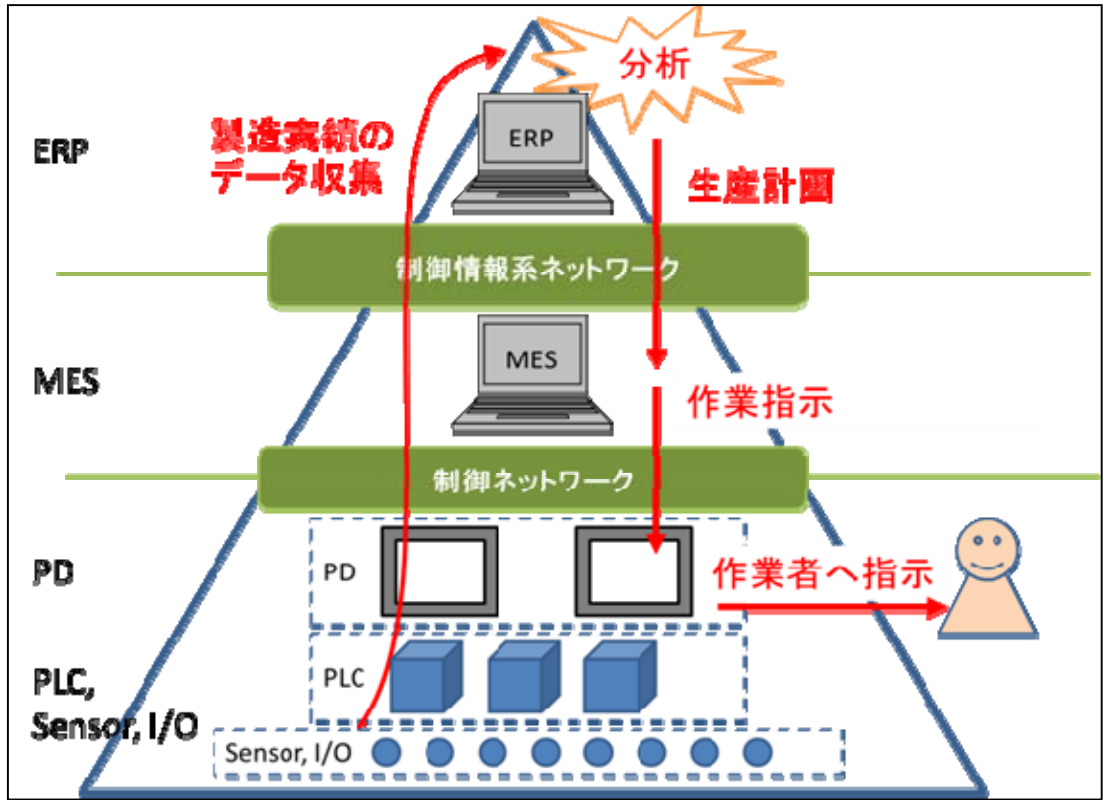 分析
ERP
ERP
製造実績の
データ収集
生産計画
制御情報系ネットワーク
MES
MES
作業指示
制御ネットワーク
PD
PD
作業者へ指示
PLC,
Sensor, I/O
PLC
Sensor, I/O